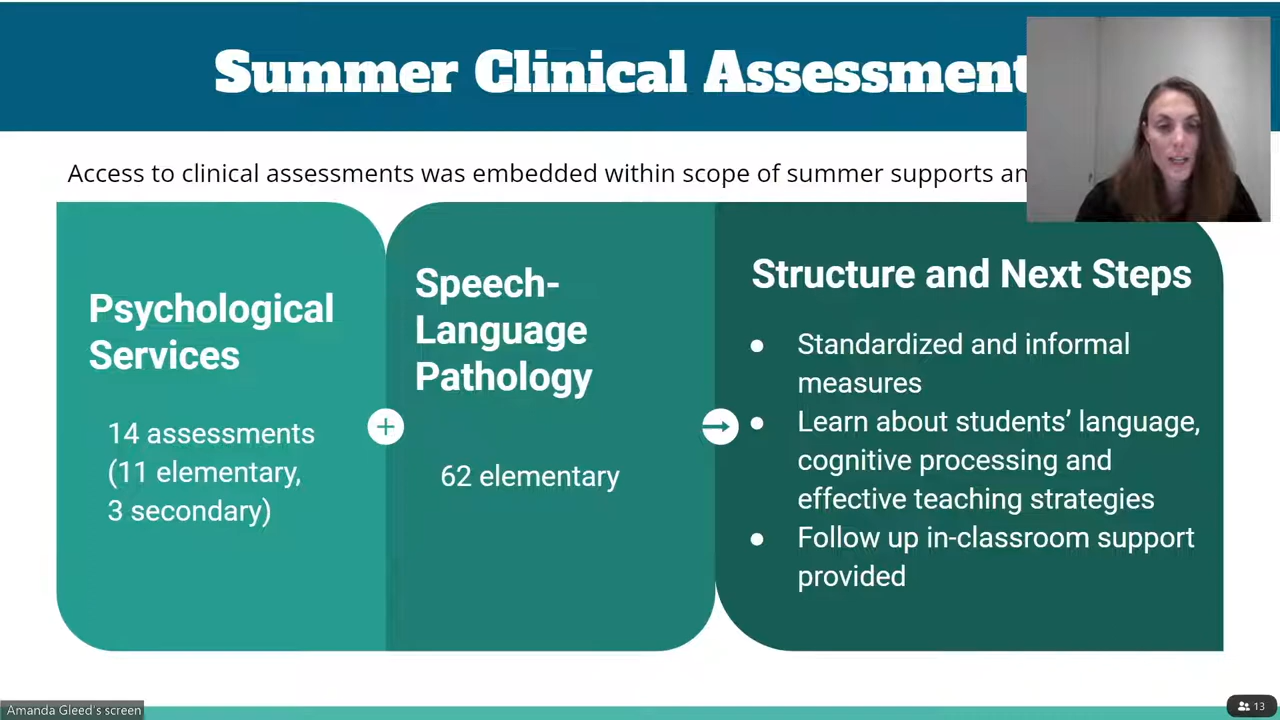 Summer Clinical Assessment
Access to clinical assessments was embedded within scope of summer supports an
Psychological
Services
14 assessments
(11 elementary,
3 secondary)
+
Speech-
Language
Pathology
62 elementary
→
Structure and Next Steps
● Standardized and informal
measures
● Learn about students’ language,
cognitive processing and
effective teaching strategies
● Follow up in-classroom support
provided
Amanda Gleed's screen
13